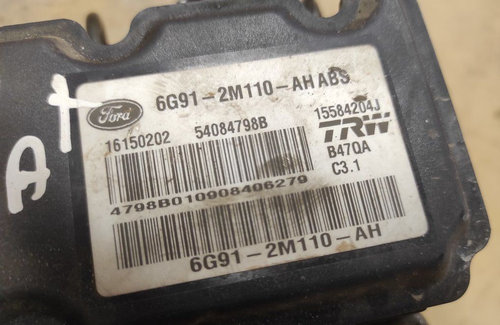 A+
Ford
6G91-2M110-AH ABS
16150202 54084798B 15584204J
TRW
B47QA
C3.1
4798B010908406279
6G91-2M110-AH